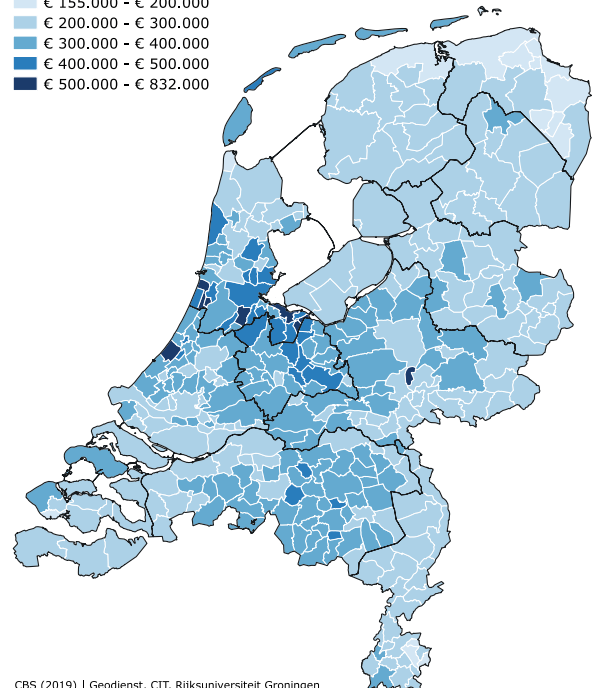 € 155.000 - € 200.000
€ 200.000 - € 300.000
€ 300.000 - € 400.000
€ 400.000 - € 500.000
€ 500.000 - € 832.000
CBS (2019) | Geodienst, CIT, Rijksuniversiteit Groningen